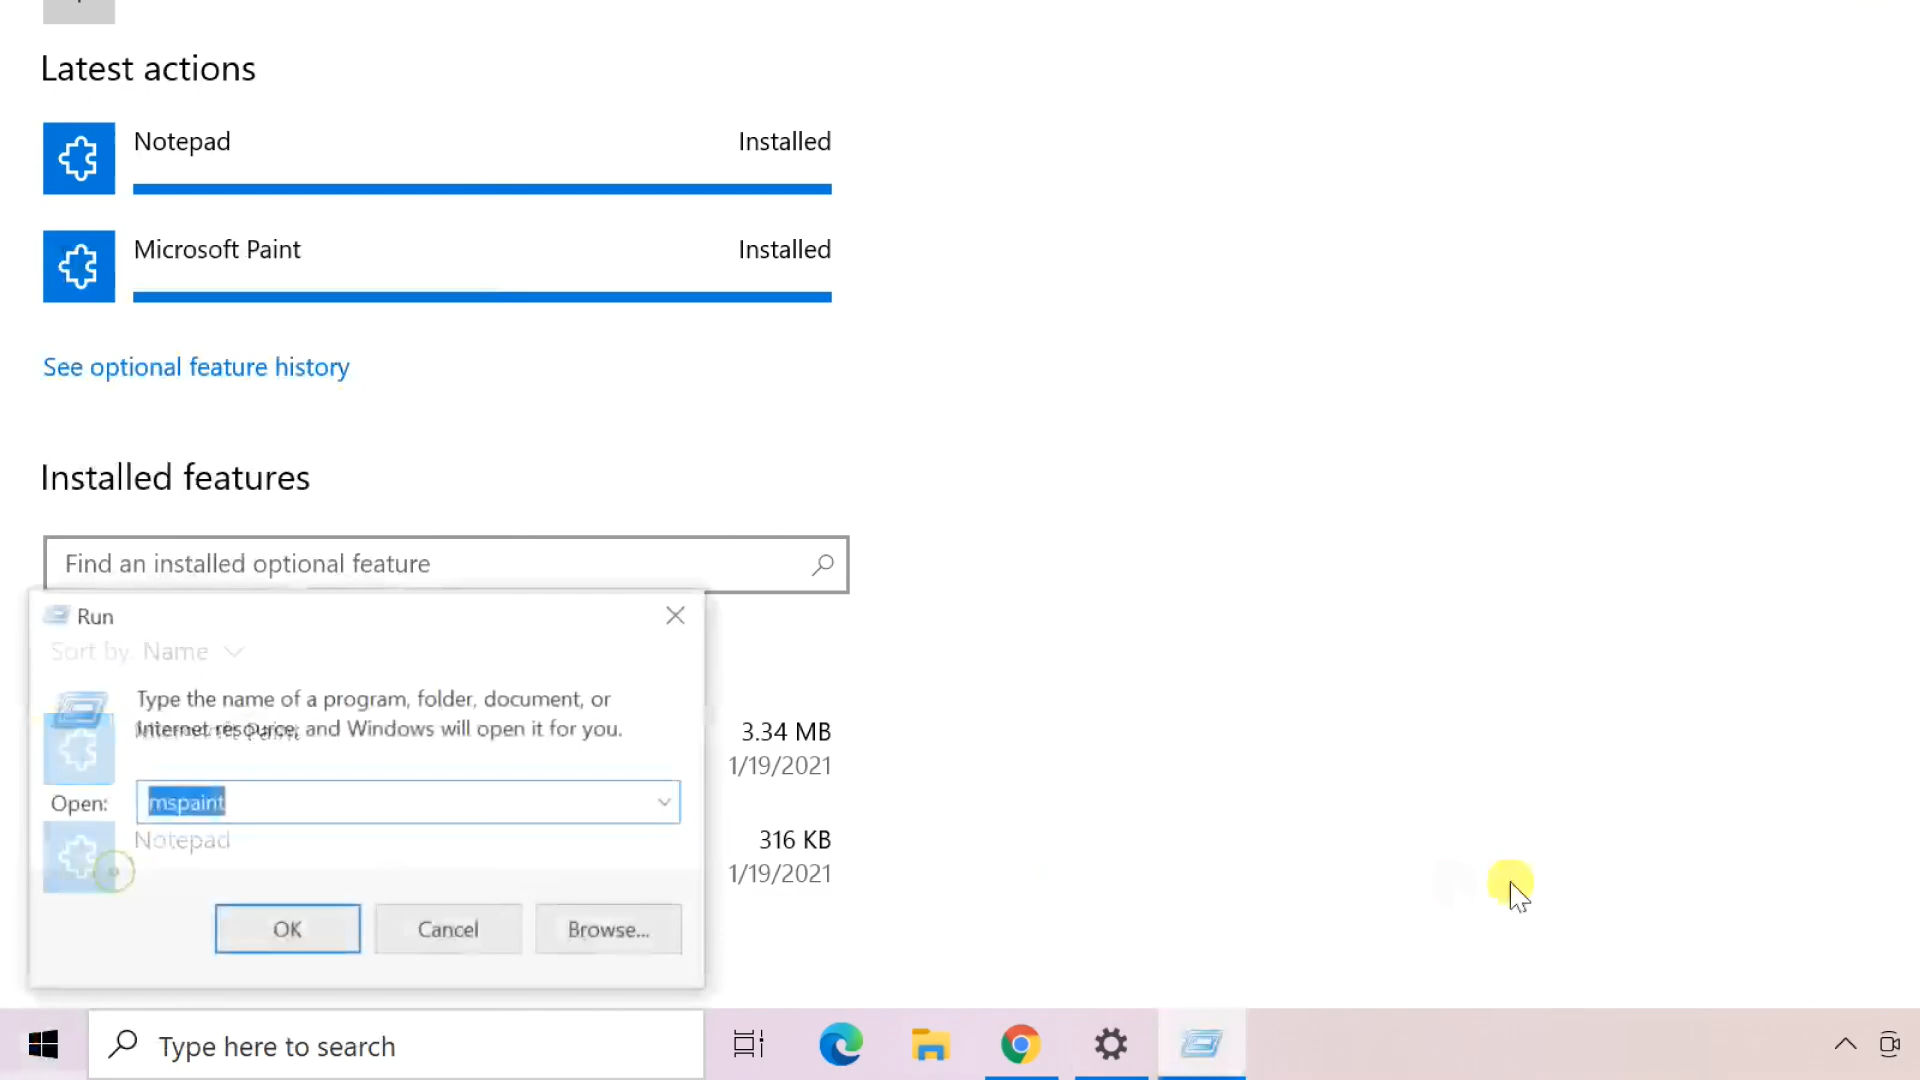 Latest actions
Notepad Installed
Microsoft Paint Installed
See optional feature history
Installed features
Find an installed optional feature
Run
Sort by: Name
Type the name of a program, folder, document, or
Internet resource, and Windows will open it for you.
3.34 MB
1/19/2021
Open: mspaint
Notepad 316 KB
1/19/2021
OK Cancel Browse...
Type here to search